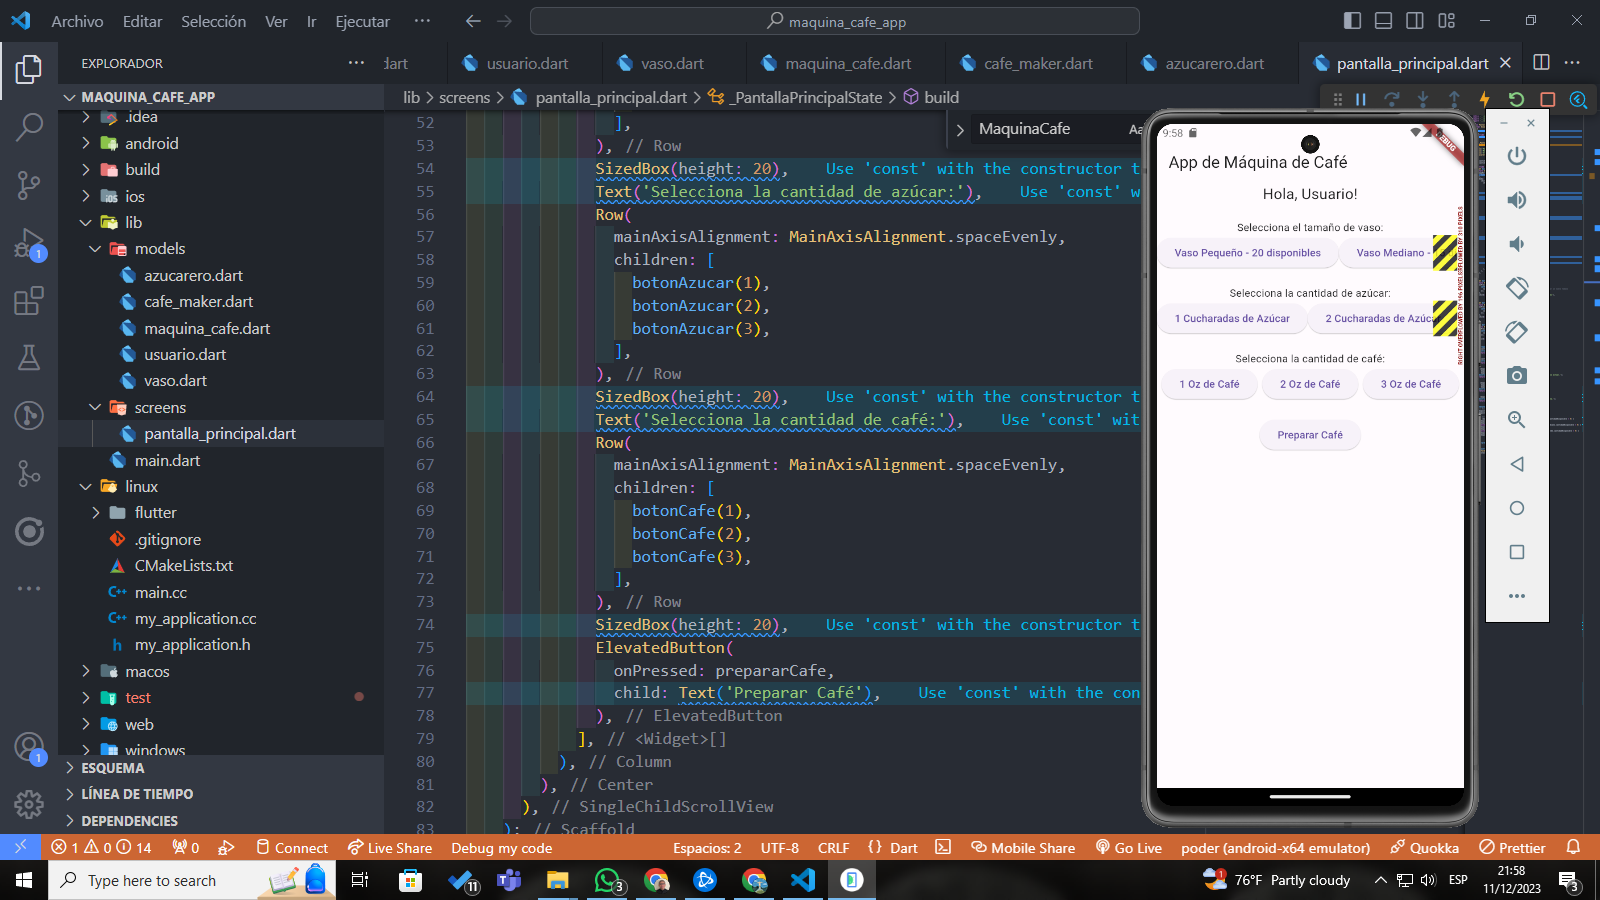 Archivo Editar Selección Ver Ir Ejecutar ··· maquina_cafe_app
EXPLORADOR ···
MAQUINA_CAFE_APP
.idea
android
build
ios
lib
models
azucarero.dart
cafe_maker.dart
maquina_cafe.dart
usuario.dart
vaso.dart
screens
pantalla_principal.dart
main.dart
linux
flutter
.gitignore
CMakeLists.txt
main.cc
my_application.cc
my_application.h
macos
test
web
windows
ESQUEMA
LÍNEA DE TIEMPO
DEPENDENCIES
dart usuario.dart vaso.dart maquina_cafe.dart cafe_maker.dart azucarero.dart pantalla_principal.dart
lib > screens > pantalla_principal.dart > _PantallaPrincipalState > build
MaquinaCafe Aa
52 ],
53 ), // Row
54 SizedBox(height: 20), Use 'const' with the constructor t
55 Text('Selecciona la cantidad de azúcar:'), Use 'const' w
56 Row(
57 mainAxisAlignment: MainAxisAlignment.spaceEvenly,
58 children: [
59 botonAzucar(1),
60 botonAzucar(2),
61 botonAzucar(3),
62 ],
63 ), // Row
64 SizedBox(height: 20), Use 'const' with the constructor t
65 Text('Selecciona la cantidad de café:'), Use 'const' wit
66 Row(
67 mainAxisAlignment: MainAxisAlignment.spaceEvenly,
68 children: [
69 botonCafe(1),
70 botonCafe(2),
71 botonCafe(3),
72 ],
73 ), // Row
74 SizedBox(height: 20), Use 'const' with the constructor t
75 ElevatedButton(
76 onPressed: prepararCafe,
77 child: Text('Preparar Café'), Use 'const' with the con
78 ), // ElevatedButton
79 ], // <Widget>[]
80 ), // Column
81 ), // Center
82 ), // SingleChildScrollView
83 ); // Scaffold
9:58
DEBUG
App de Máquina de Café
Hola, Usuario!
Selecciona el tamaño de vaso:
Vaso Pequeño - 20 disponibles Vaso Mediano -
Selecciona la cantidad de azúcar:
1 Cucharadas de Azúcar 2 Cucharadas de Azúc
Selecciona la cantidad de café:
1 Oz de Café 2 Oz de Café 3 Oz de Café
Preparar Café
1
1
1 0 14 0 Connect Live Share Debug my code Espacios: 2 UTF-8 CRLF {} Dart Mobile Share Go Live poder (android-x64 emulator) Quokka Prettier
Type here to search 11 3 1 76°F Partly cloudy ESP 21:58
11/12/2023 3